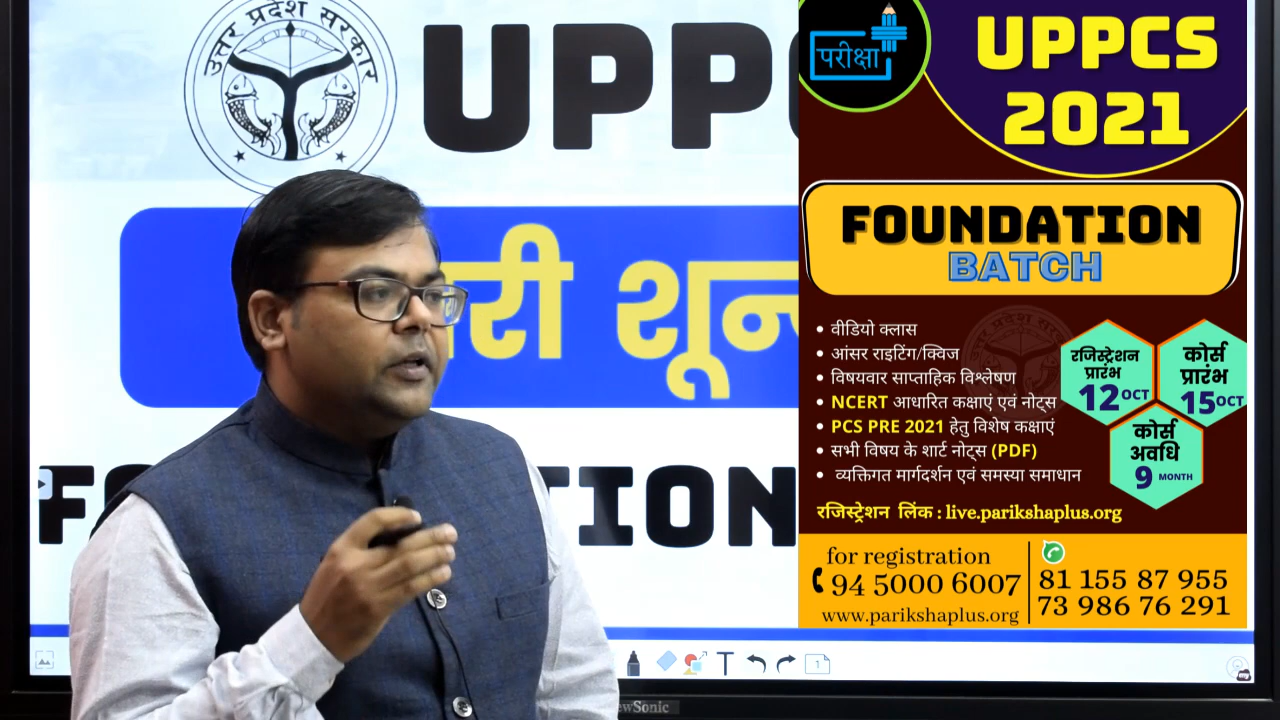 उत्तर प्रदेश सरकार
UPPC
री शून्
F
TION
1
ewSonic
परीक्षा
UPPCS
2021
FOUNDATION
BATCH
• वीडियो क्लास
• आंसर राइटिंग/क्विज
• विषयवार साप्ताहिक विश्लेषण
• NCERT आधारित कक्षाएं एवं नोट्स
• PCS PRE 2021 हेतु विशेष कक्षाएं
• सभी विषय के शार्ट नोट्स (PDF)
• व्यक्तिगत मार्गदर्शन एवं समस्या समाधान
रजिस्ट्रेशन
प्रारंभ
12 OCT
कोर्स
प्रारंभ
15 OCT
कोर्स
अवधि
9 MONTH
रजिस्ट्रेशन लिंक : live.parikshaplus.org
for registration
94 5000 6007
www.parikshaplus.org
81 155 87 955
73 986 76 291